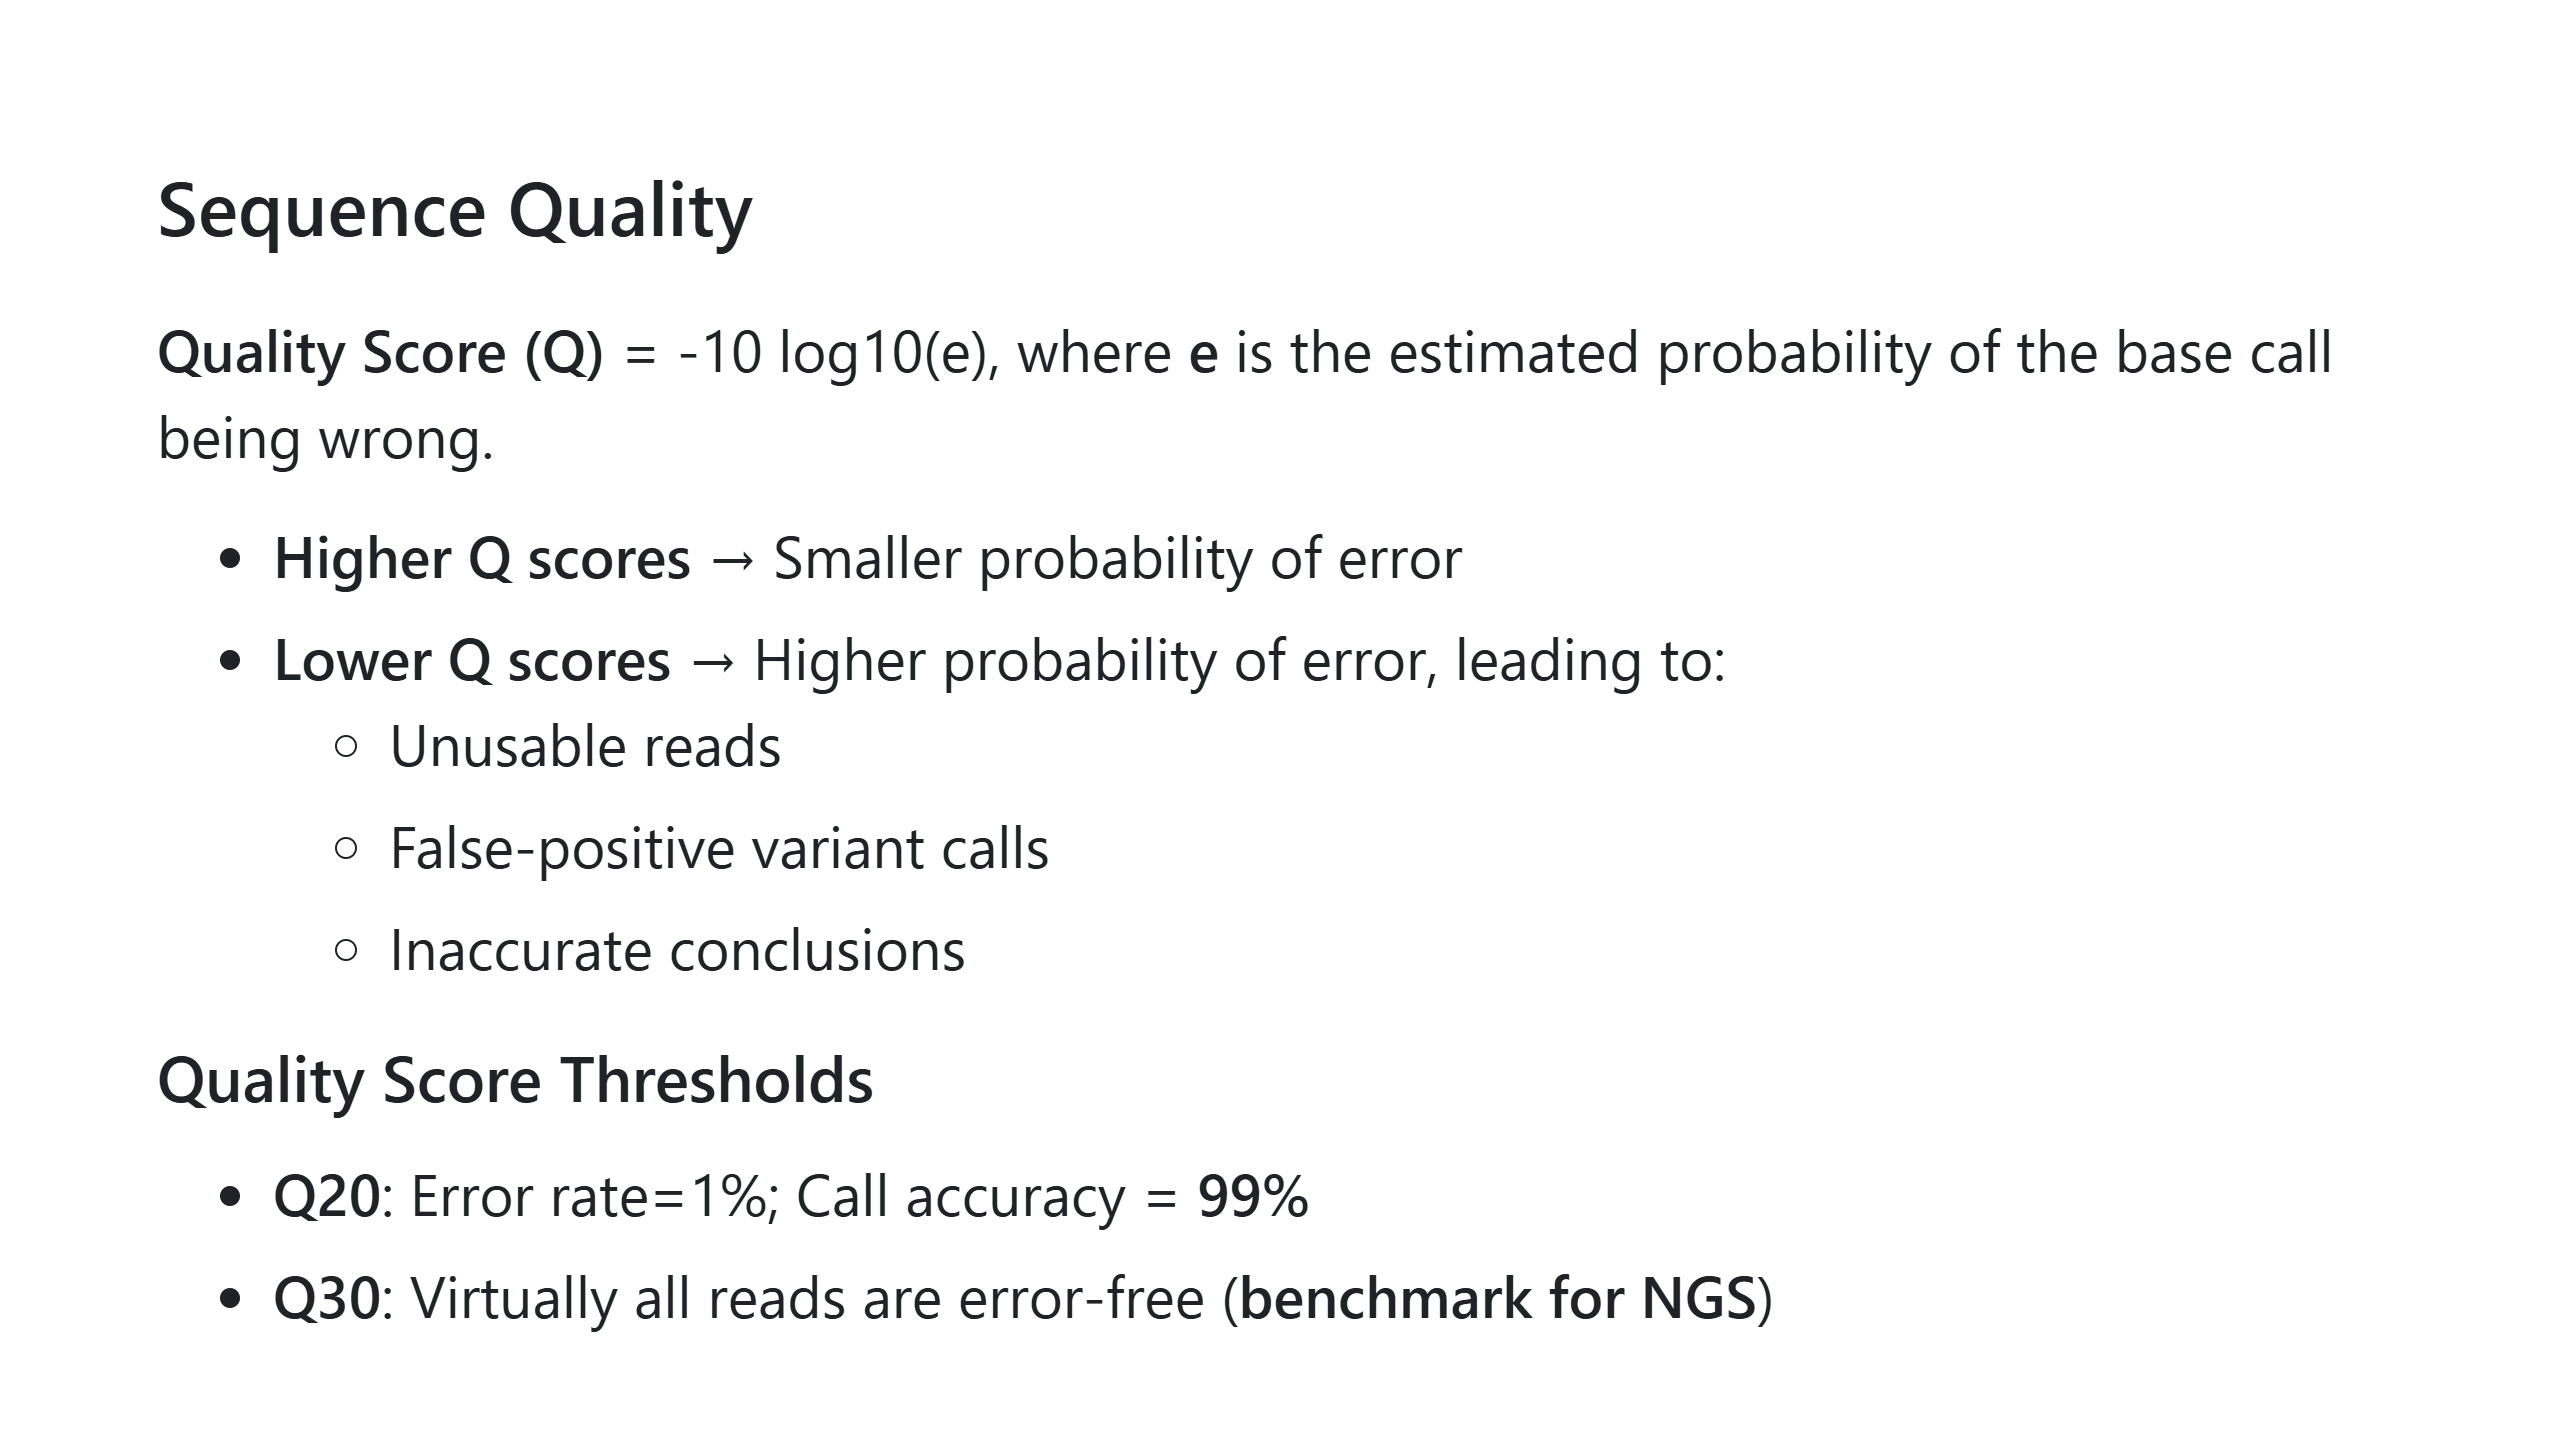 Sequence Quality
Quality Score (Q) = -10 log10(e), where e is the estimated probability of the base call
being wrong.
• Higher Q scores → Smaller probability of error
• Lower Q scores → Higher probability of error, leading to:
○ Unusable reads
○ False-positive variant calls
○ Inaccurate conclusions
Quality Score Thresholds
• Q20: Error rate=1%; Call accuracy = 99%
• Q30: Virtually all reads are error-free (benchmark for NGS)